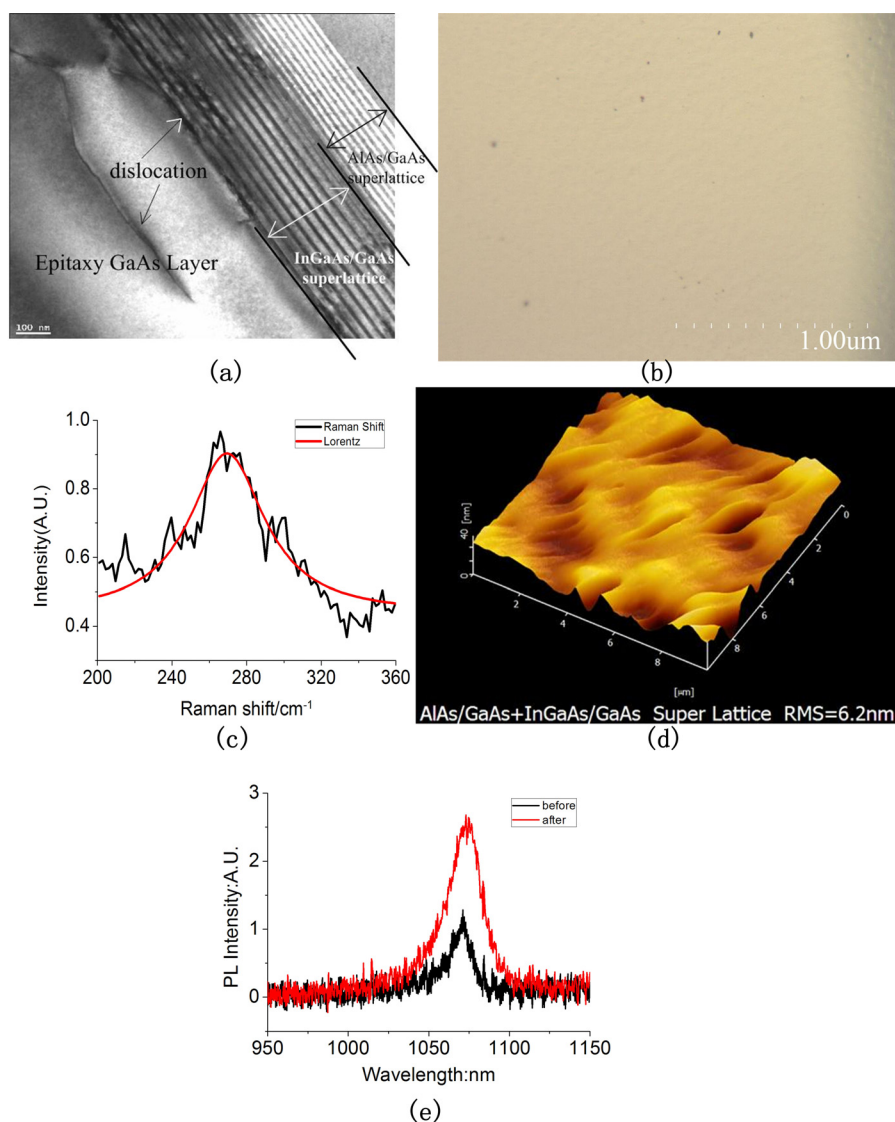 dislocation
AlAs/GaAs
superlattice
Epitaxy GaAs Layer
InGaAs/GaAs
superlattice
100 nm
(a)
1.00um
(b)
Raman Shift
Lorentz
Intensity(A.U.)
1.0
0.8
0.6
0.4
200 240 280 320 360
Raman shift/cm⁻¹
(c)
40 [nm]
0
2
4
6
8
0
2
4
6
8
[μm]
AlAs/GaAs+InGaAs/GaAs Super Lattice RMS=6.2nm
(d)
before
after
PL Intensity:A.U.
3
2
1
0
950 1000 1050 1100 1150
Wavelength:nm
(e)